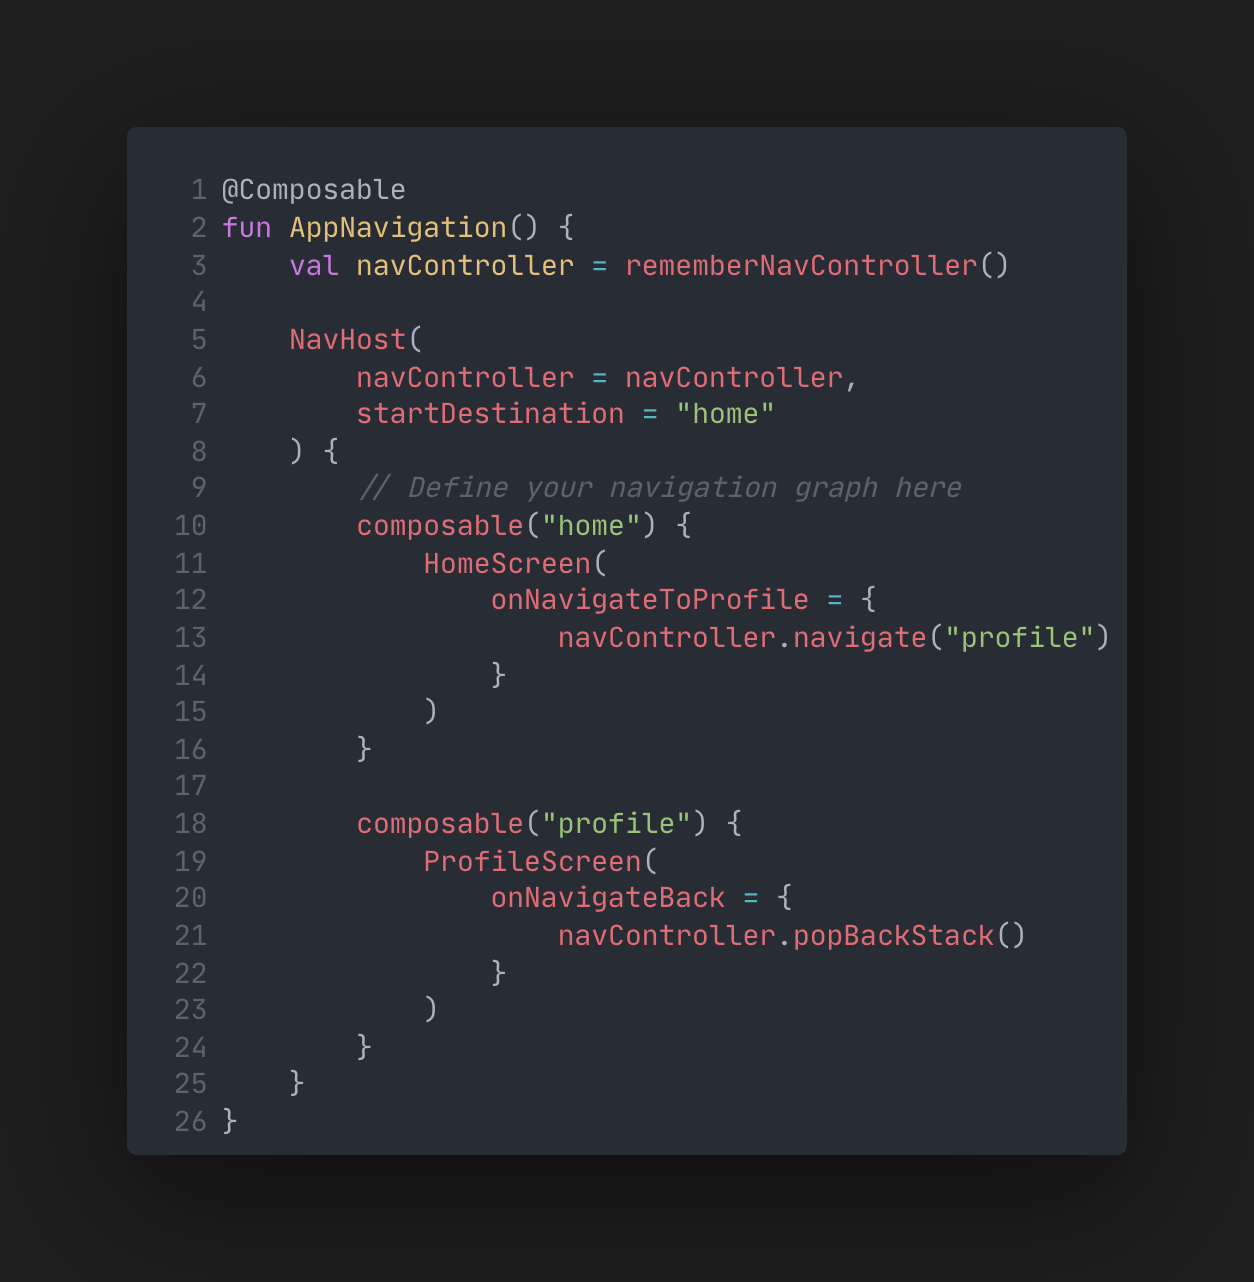 1 @Composable
2 fun AppNavigation() {
3     val navController = rememberNavController()
4
5     NavHost(
6         navController = navController,
7         startDestination = "home"
8     ) {
9         // Define your navigation graph here
10         composable("home") {
11             HomeScreen(
12                 onNavigateToProfile = {
13                     navController.navigate("profile")
14                 }
15             )
16         }
17
18         composable("profile") {
19             ProfileScreen(
20                 onNavigateBack = {
21                     navController.popBackStack()
22                 }
23             )
24         }
25     }
26 }